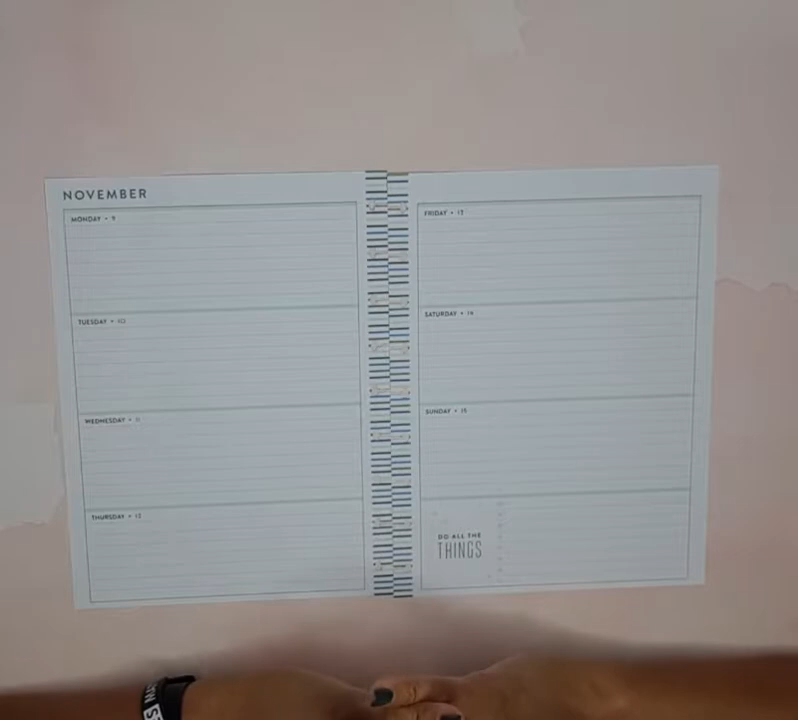 NOVEMBER
MONDAY • 9
TUESDAY • 10
WEDNESDAY • 11
THURSDAY • 12
FRIDAY • 13
SATURDAY • 14
SUNDAY • 15
DO ALL THE
THINGS